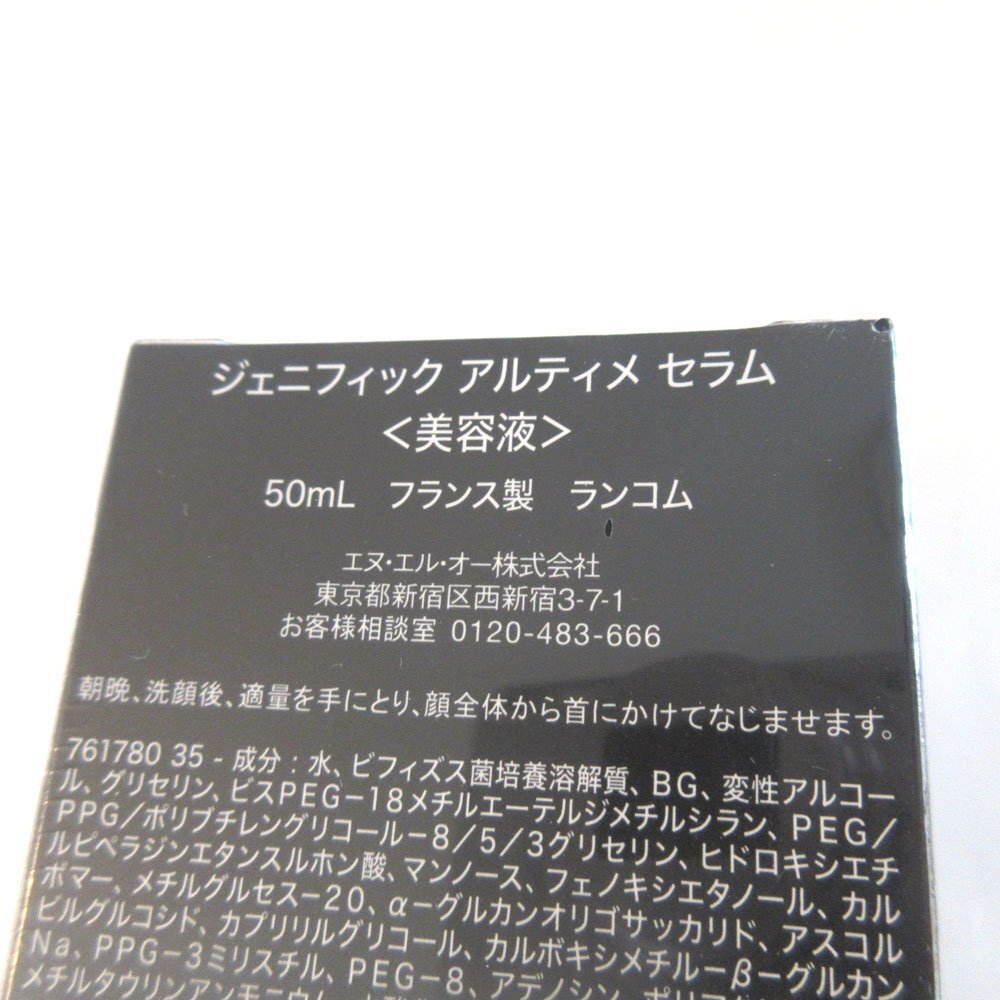 ジェニフィック アルティメ セラム
<美容液>
50mL フランス製 ランコム
エヌ・エル・オー株式会社
東京都新宿区西新宿3-7-1
お客様相談室 0120-483-666
朝晩、洗顔後、適量を手にとり、顔全体から首にかけてなじませます。
761780 35 - 成分：水、ビフィズス菌培養溶解質、BG、変性アルコー
ル、グリセリン、ビスPEG-18メチルエーテルジメチルシラン、PEG/
PPG/ポリブチレングリコール-8/5/3グリセリン、ヒドロキシエチ
ルピペラジンエタンスルホン酸、マンノース、フェノキシエタノール、カル
ボマー、メチルグルセス-20、α-グルカンオリゴサッカリド、アスコル
ビルグルコシド、カプリリルグリコール、カルボキシメチル-β-グルカン
Na、PPG-3ミリスチル、PEG-8、アデノシン、
メチルタウリンアンモニウム